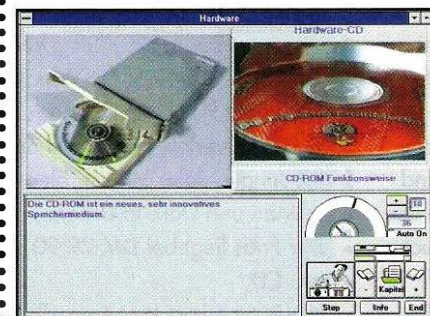 Hardware
Hardware-CD
CD-ROM Funktionsweise
Die CD-ROM ist ein neues, sehr innovatives
Speichermedium.
+
10
-
36
Auto On
- Kapitel +
Stop Info End